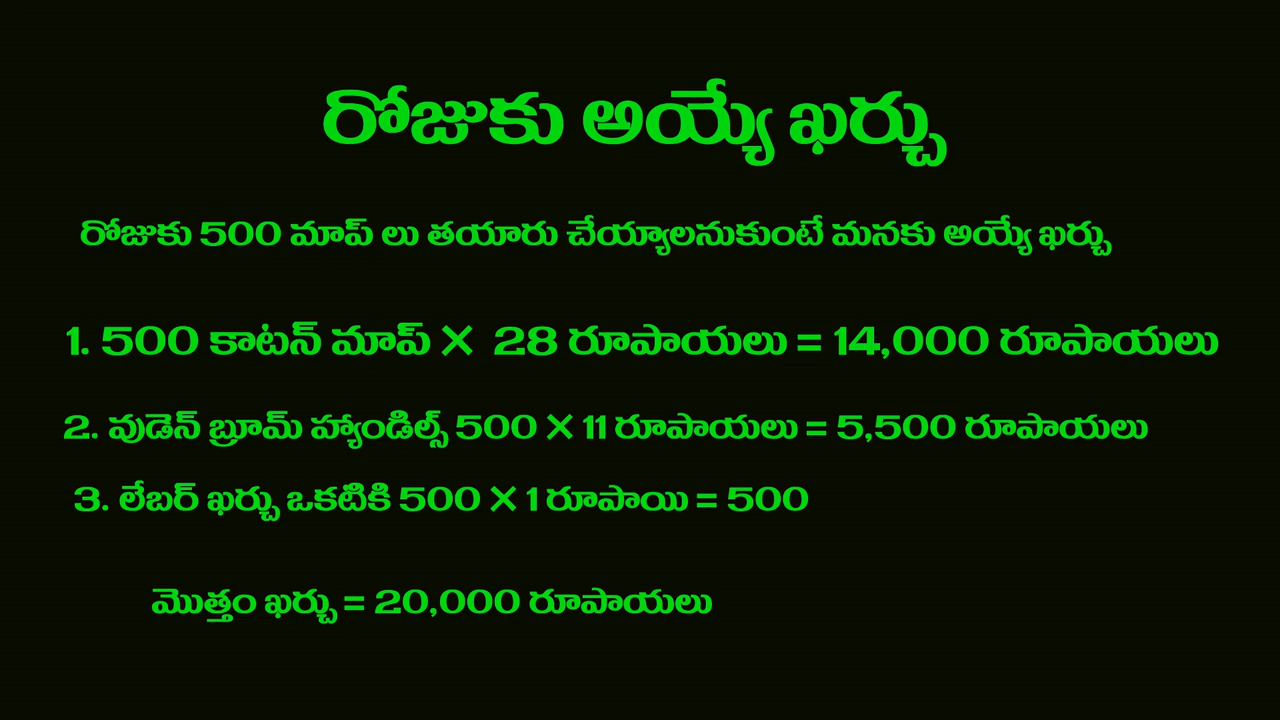 రోజుకు అయ్యే ఖర్చు
రోజుకు 500 మాప్ లు తయారు చేయ్యాలనుకుంటే మనకు అయ్యే ఖర్చు
1. 500 కాటన్ మాప్ × 28 రూపాయలు = 14,000 రూపాయలు
2. వుడెన్ బ్రూమ్ హ్యాండిల్స్ 500 × 11 రూపాయలు = 5,500 రూపాయలు
3. లేబర్ ఖర్చు ఒకటికి 500 × 1 రూపాయి = 500
మొత్తం ఖర్చు = 20,000 రూపాయలు